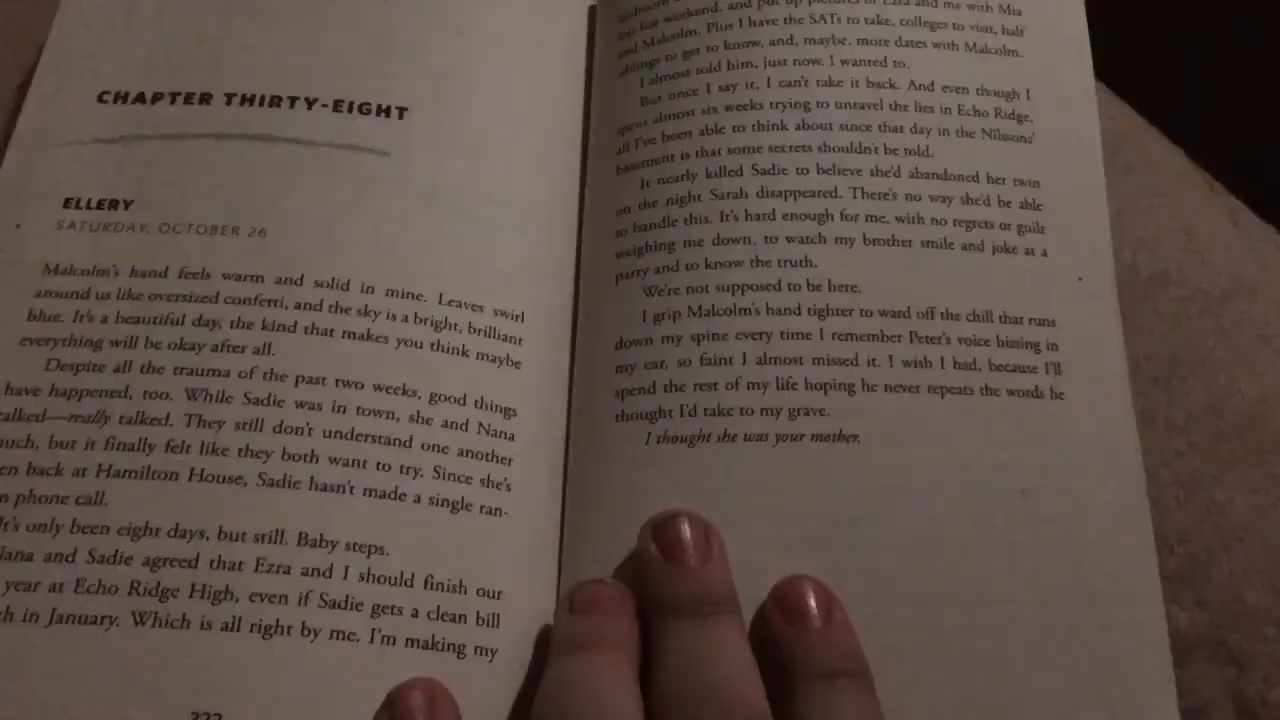 CHAPTER THIRTY-EIGHT
ELLERY
SATURDAY, OCTOBER 26
Malcolm's hand feels warm and solid in mine. Leaves swirl
around us like oversized confetti, and the sky is a bright, brilliant
blue. It's a beautiful day, the kind that makes you think maybe
everything will be okay after all.
Despite all the trauma of the past two weeks, good things
have happened, too. While Sadie was in town, she and Nana
talked—really talked. They still don't understand one another
much, but it finally felt like they both want to try. Since she's
en back at Hamilton House, Sadie hasn't made a single ran-
m phone call.
It's only been eight days, but still. Baby steps.
Nana and Sadie agreed that Ezra and I should finish our
year at Echo Ridge High, even if Sadie gets a clean bill
h in January. Which is all right by me. I'm making my
last weekend, and put up pictures of Ezra and me with Mia
and Malcolm. Plus I have the SATs to take, colleges to visit, half
siblings to get to know, and, maybe, more dates with Malcolm.
I almost told him, just now. I wanted to.
But once I say it, I can't take it back. And even though I
spent almost six weeks trying to unravel the lies in Echo Ridge,
all I've been able to think about since that day in the Nilssons'
basement is that some secrets shouldn't be told.
It nearly killed Sadie to believe she'd abandoned her twin
on the night Sarah disappeared. There's no way she'd be able
to handle this. It's hard enough for me, with no regrets or guilt
weighing me down, to watch my brother smile and joke at a
party and to know the truth.
We're not supposed to be here.
I grip Malcolm's hand tighter to ward off the chill that runs
down my spine every time I remember Peter's voice hissing in
my ear, so faint I almost missed it. I wish I had, because I'll
spend the rest of my life hoping he never repeats the words he
thought I'd take to my grave.
I thought she was your mother.